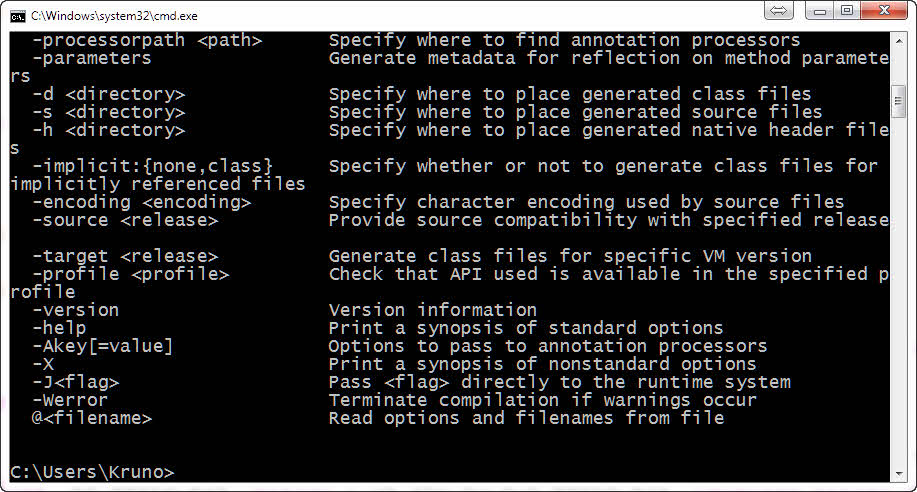 C:\Windows\system32\cmd.exe
  -processorpath <path>      Specify where to find annotation processors
  -parameters                Generate metadata for reflection on method paramete
rs
  -d <directory>             Specify where to place generated class files
  -s <directory>             Specify where to place generated source files
  -h <directory>             Specify where to place generated native header file
s
  -implicit:{none,class}     Specify whether or not to generate class files for
implicitly referenced files
  -encoding <encoding>       Specify character encoding used by source files
  -source <release>          Provide source compatibility with specified release
  -target <release>          Generate class files for specific VM version
  -profile <profile>         Check that API used is available in the specified p
rofile
  -version                   Version information
  -help                      Print a synopsis of standard options
  -Akey[=value]              Options to pass to annotation processors
  -X                         Print a synopsis of nonstandard options
  -J<flag>                   Pass <flag> directly to the runtime system
  -Werror                    Terminate compilation if warnings occur
  @<filename>                Read options and filenames from file
C:\Users\Kruno>